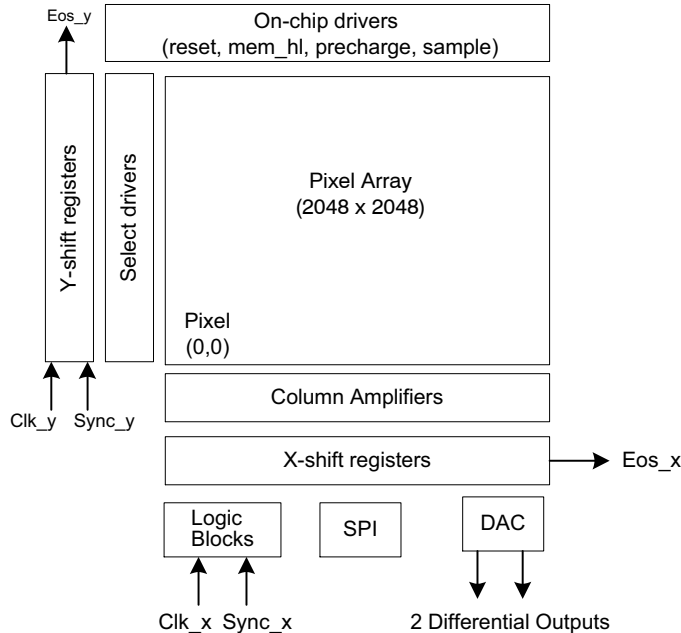 Eos_y
On-chip drivers
(reset, mem_hl, precharge, sample)
Y-shift registers
Select drivers
Pixel Array
(2048 x 2048)
Pixel
(0,0)
Clk_y
Sync_y
Column Amplifiers
X-shift registers
Eos_x
Logic
Blocks
SPI
DAC
Clk_x
Sync_x
2 Differential Outputs